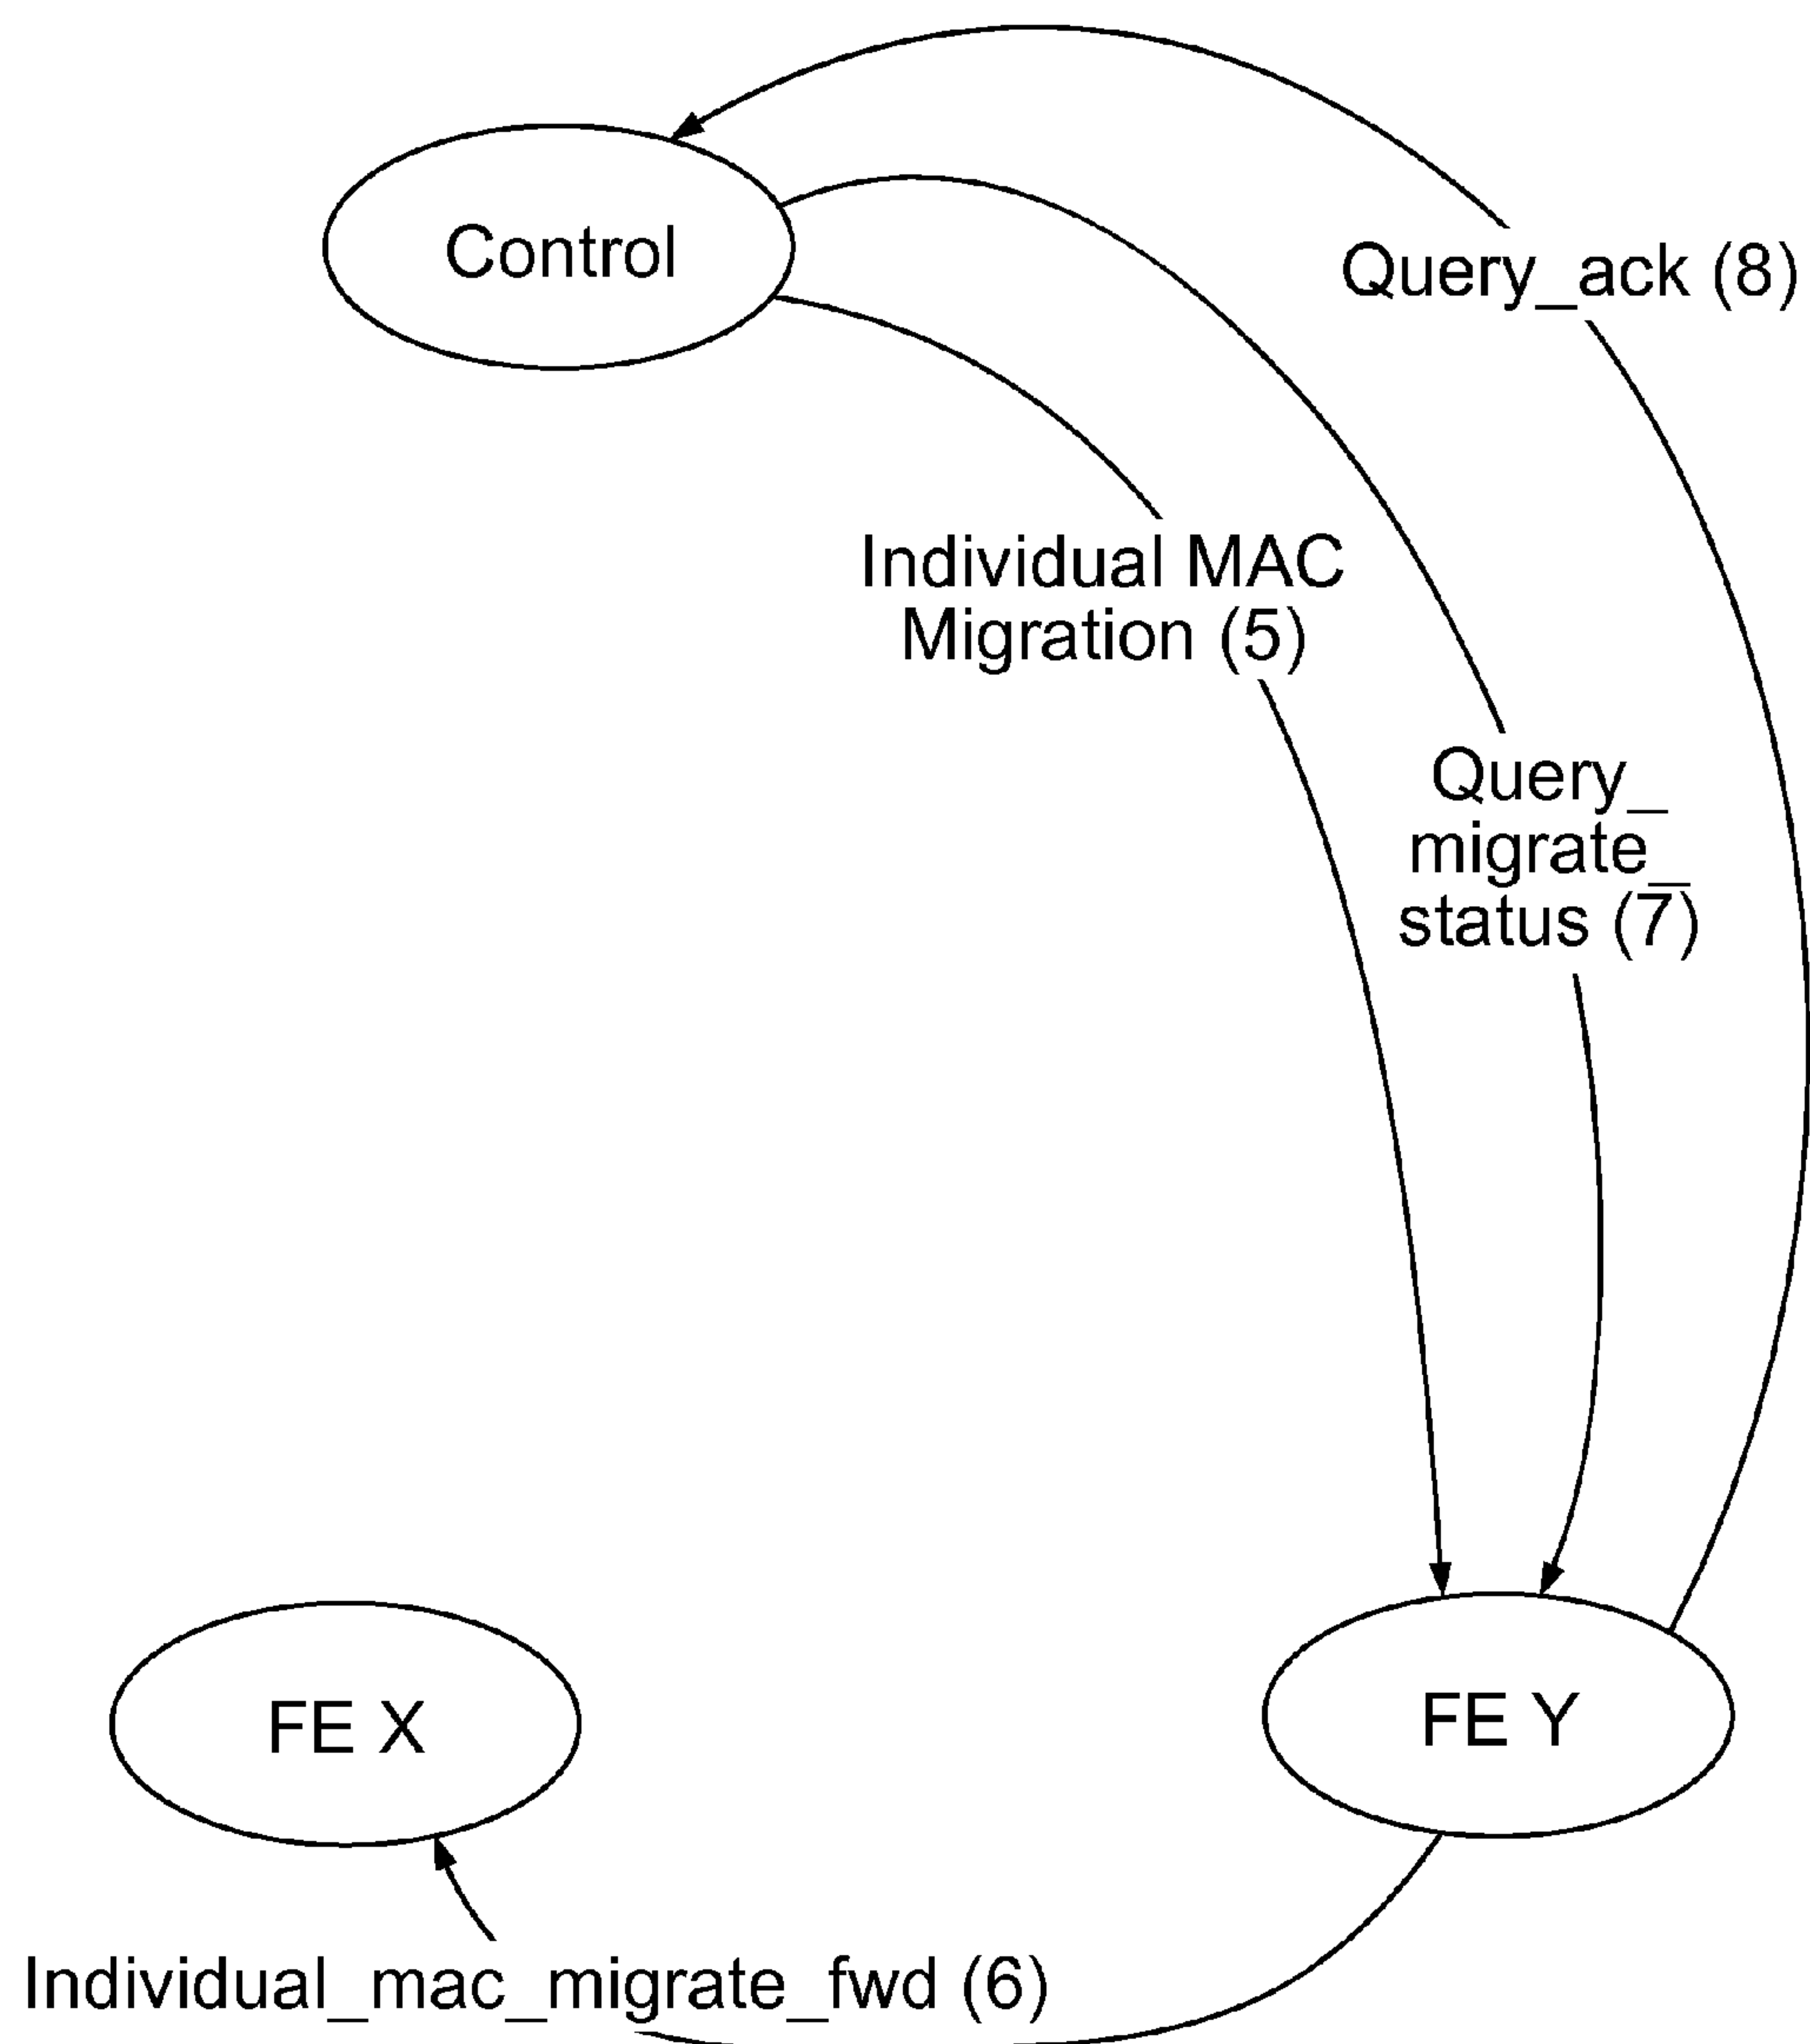 Control
Query_ack (8)
Individual MAC
Migration (5)
Query_
migrate_
status (7)
FE X
FE Y
Individual_mac_migrate_fwd (6)